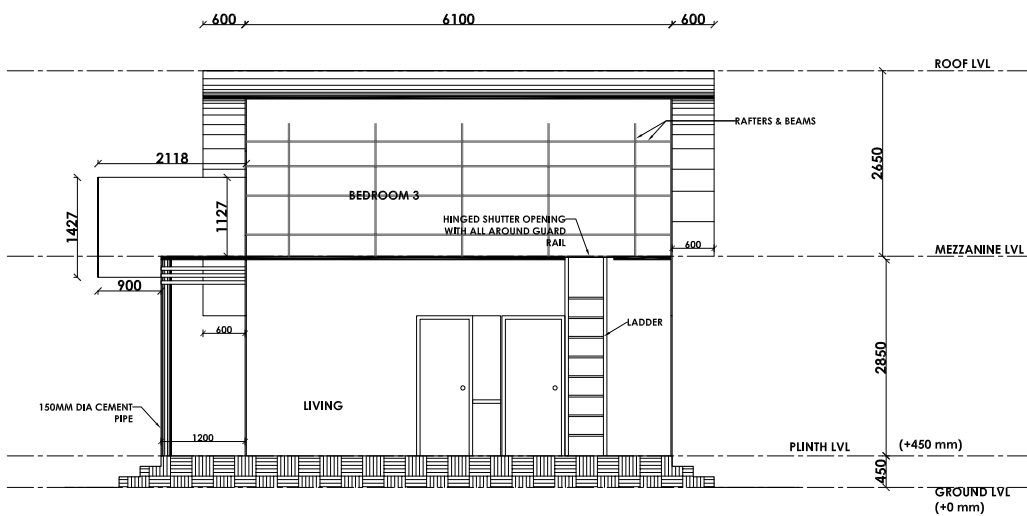 600
6100
600
ROOF LVL
RAFTERS & BEAMS
2650
2118
BEDROOM 3
1427
1127
HINGED SHUTTER OPENING
WITH ALL AROUND GUARD
RAIL
600
MEZZANINE LVL
900
600
LADDER
2850
150MM DIA CEMENT
PIPE
LIVING
1200
PLINTH LVL
(+450 mm)
450
GROUND LVL
(+0 mm)